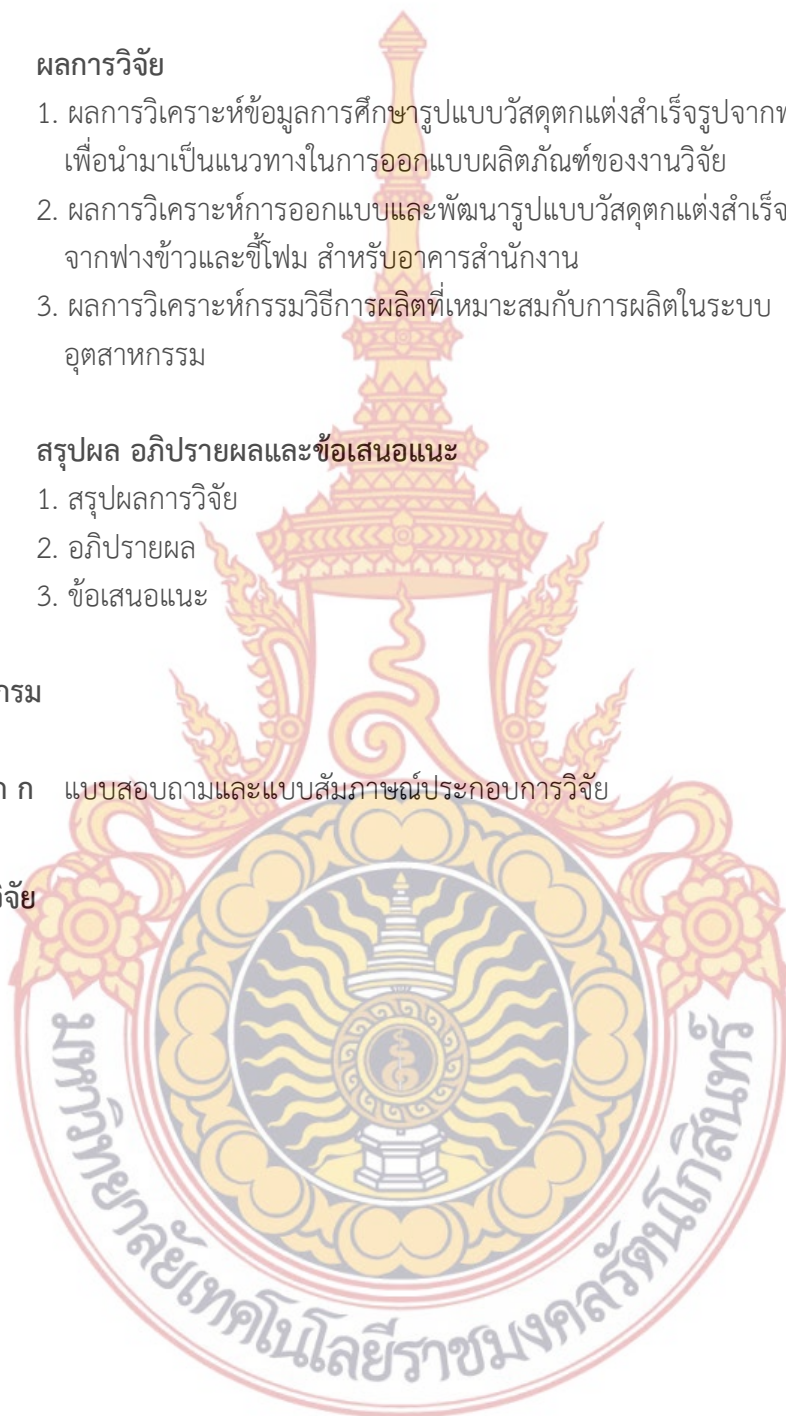 ผลการวิจัย
1. ผลการวิเคราะห์ข้อมูลการศึกษารูปแบบวัสดุตกแต่งสำเร็จรูปจากฟ
เพื่อนำมาเป็นแนวทางในการออกแบบผลิตภัณฑ์ของงานวิจัย
2. ผลการวิเคราะห์การออกแบบและพัฒนารูปแบบวัสดุตกแต่งสำเร็จ
จากฟางข้าวและขี้โฟม สำหรับอาคารสำนักงาน
3. ผลการวิเคราะห์กรรมวิธีการผลิตที่เหมาะสมกับการผลิตในระบบ
อุตสาหกรรม
สรุปผล อภิปรายผลและข้อเสนอแนะ
1. สรุปผลการวิจัย
2. อภิปรายผล
3. ข้อเสนอแนะ
กรม
ก แบบสอบถามและแบบสัมภาษณ์ประกอบการวิจัย
วิจัย
มหาวิทยาลัยเทคโนโลยีราชมงคลรัตนโกสินทร์